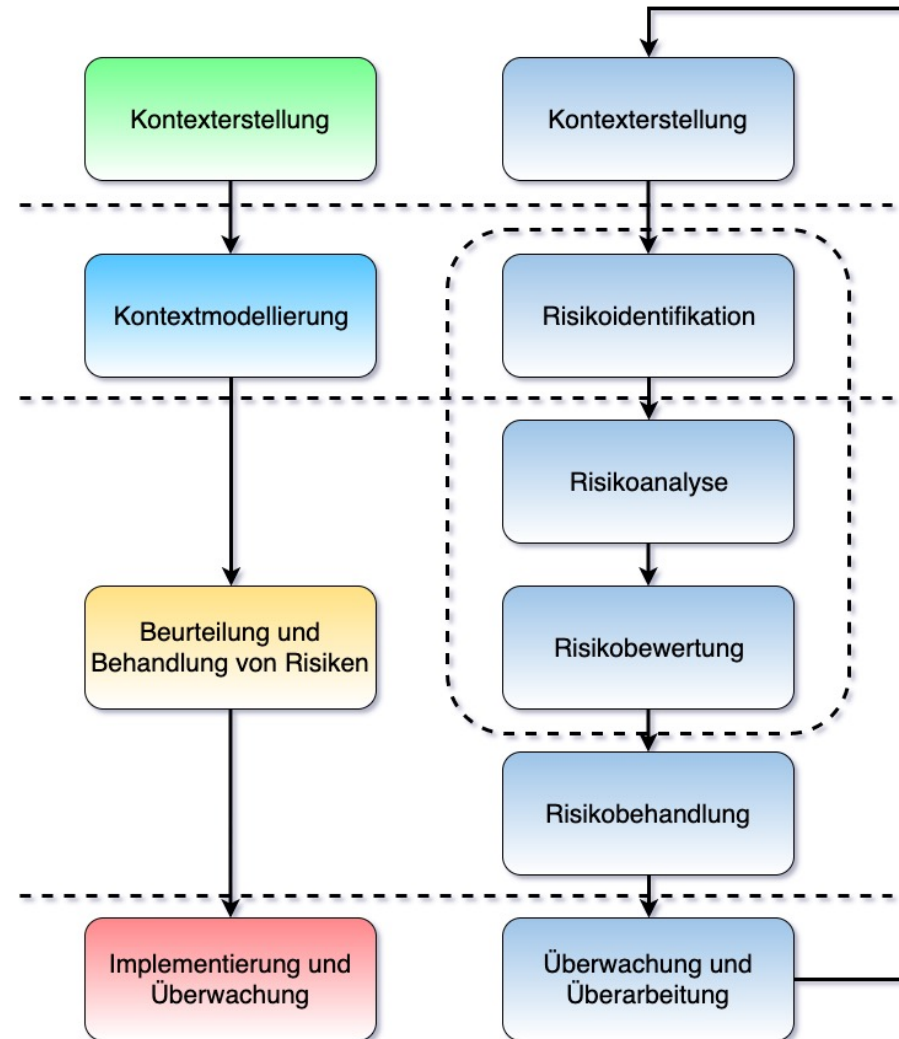 Kontexterstellung
Kontexterstellung
Kontextmodellierung
Risikoidentifikation
Risikoanalyse
Beurteilung und
Behandlung von Risiken
Risikobewertung
Risikobehandlung
Implementierung und
Überwachung
Überwachung und
Überarbeitung